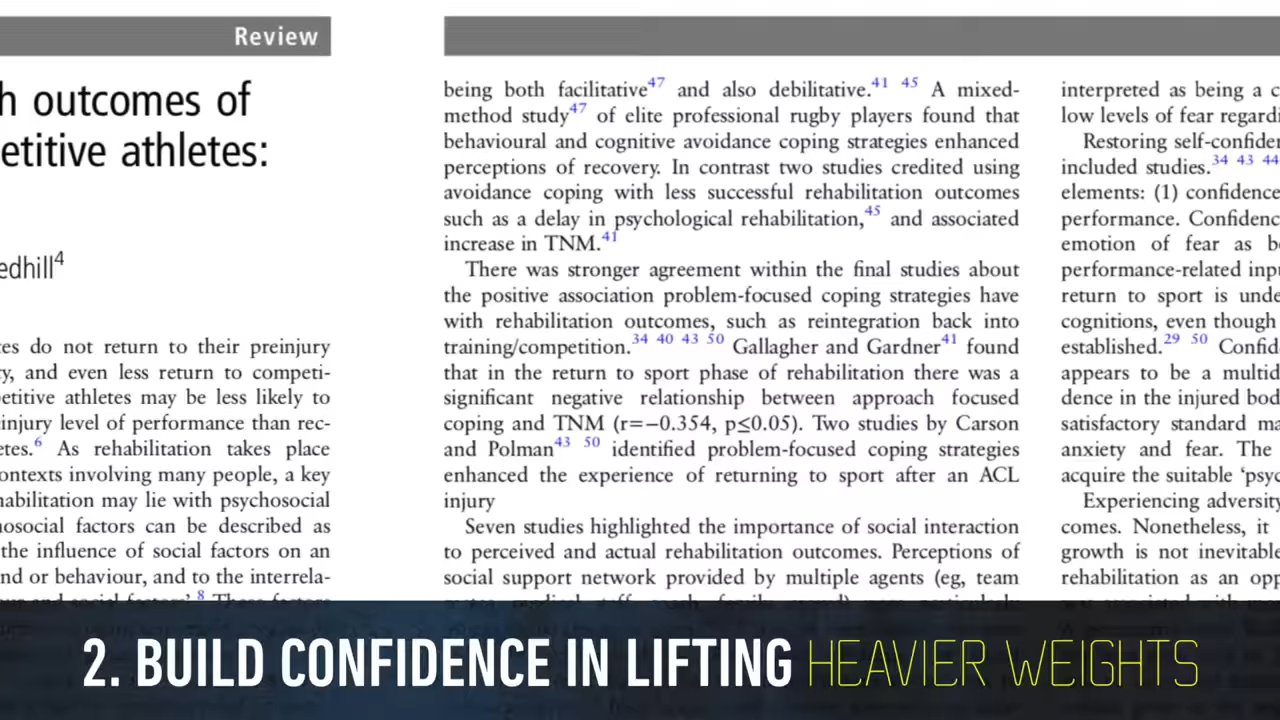 Review
h outcomes of
etitive athletes:
edhill4
es do not return to their preinjury
y, and even less return to competi-
etitive athletes may be less likely to
injury level of performance than rec-
etes.6 As rehabilitation takes place
ontexts involving many people, a key
habilitation may lie with psychosocial
osocial factors can be described as
the influence of social factors on an
nd or behaviour, and to the interrela-
our and social factors'.8 These factors
being both facilitative47 and also debilitative.41 45 A mixed-
method study47 of elite professional rugby players found that
behavioural and cognitive avoidance coping strategies enhanced
perceptions of recovery. In contrast two studies credited using
avoidance coping with less successful rehabilitation outcomes
such as a delay in psychological rehabilitation,45 and associated
increase in TNM.41
There was stronger agreement within the final studies about
the positive association problem-focused coping strategies have
with rehabilitation outcomes, such as reintegration back into
training/competition.34 40 43 50 Gallagher and Gardner41 found
that in the return to sport phase of rehabilitation there was a
significant negative relationship between approach focused
coping and TNM (r=−0.354, p≤0.05). Two studies by Carson
and Polman43 50 identified problem-focused coping strategies
enhanced the experience of returning to sport after an ACL
injury
Seven studies highlighted the importance of social interaction
to perceived and actual rehabilitation outcomes. Perceptions of
social support network provided by multiple agents (eg, team
interpreted as being a c
low levels of fear regardi
Restoring self-confiden
included studies.34 43 44
elements: (1) confidence
performance. Confidenc
emotion of fear as be
performance-related inpu
return to sport is unde
cognitions, even though
established.29 50 Confid
appears to be a multid
dence in the injured bod
satisfactory standard ma
anxiety and fear. The
acquire the suitable 'psyc
Experiencing adversity
comes. Nonetheless, it
growth is not inevitable
rehabilitation as an opp
2. BUILD CONFIDENCE IN LIFTING HEAVIER WEIGHTS